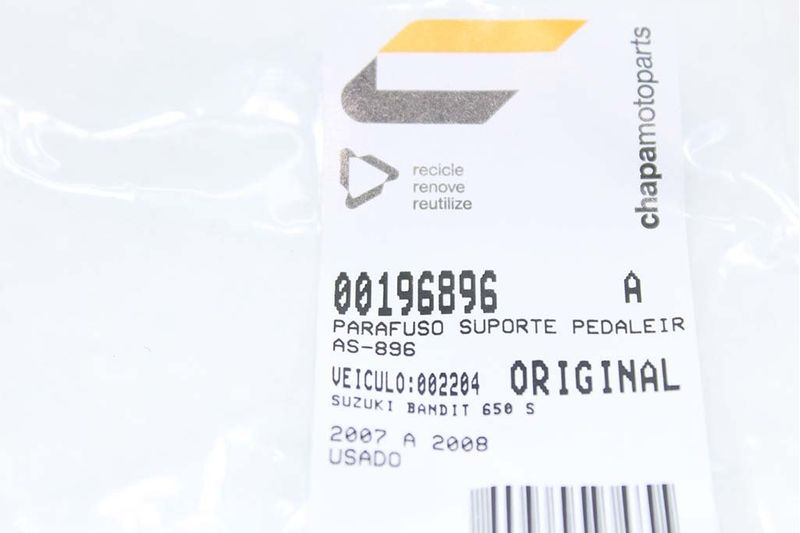 chapamotoparts
recicle
renove
reutilize
00196896 A
PARAFUSO SUPORTE PEDALEIR
AS-896
VEICULO:002204 ORIGINAL
SUZUKI BANDIT 650 S
2007 A 2008
USADO